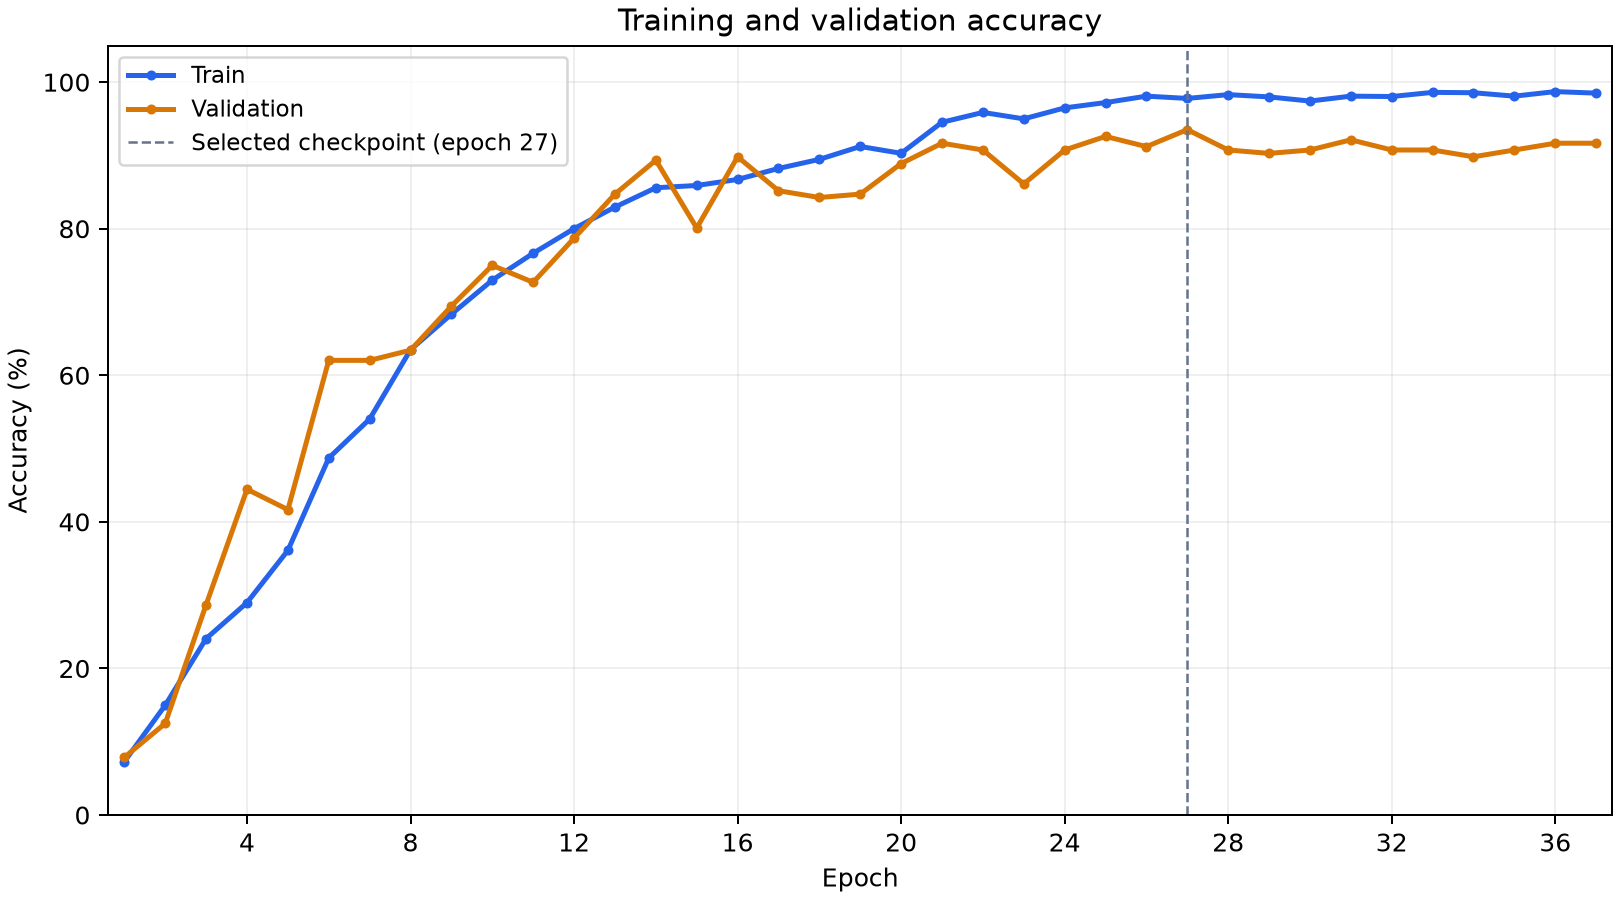 Training and validation accuracy
Train
Validation
Selected checkpoint (epoch 27)
Accuracy (%)
100
80
60
40
20
0
4 8 12 16 20 24 28 32 36
Epoch